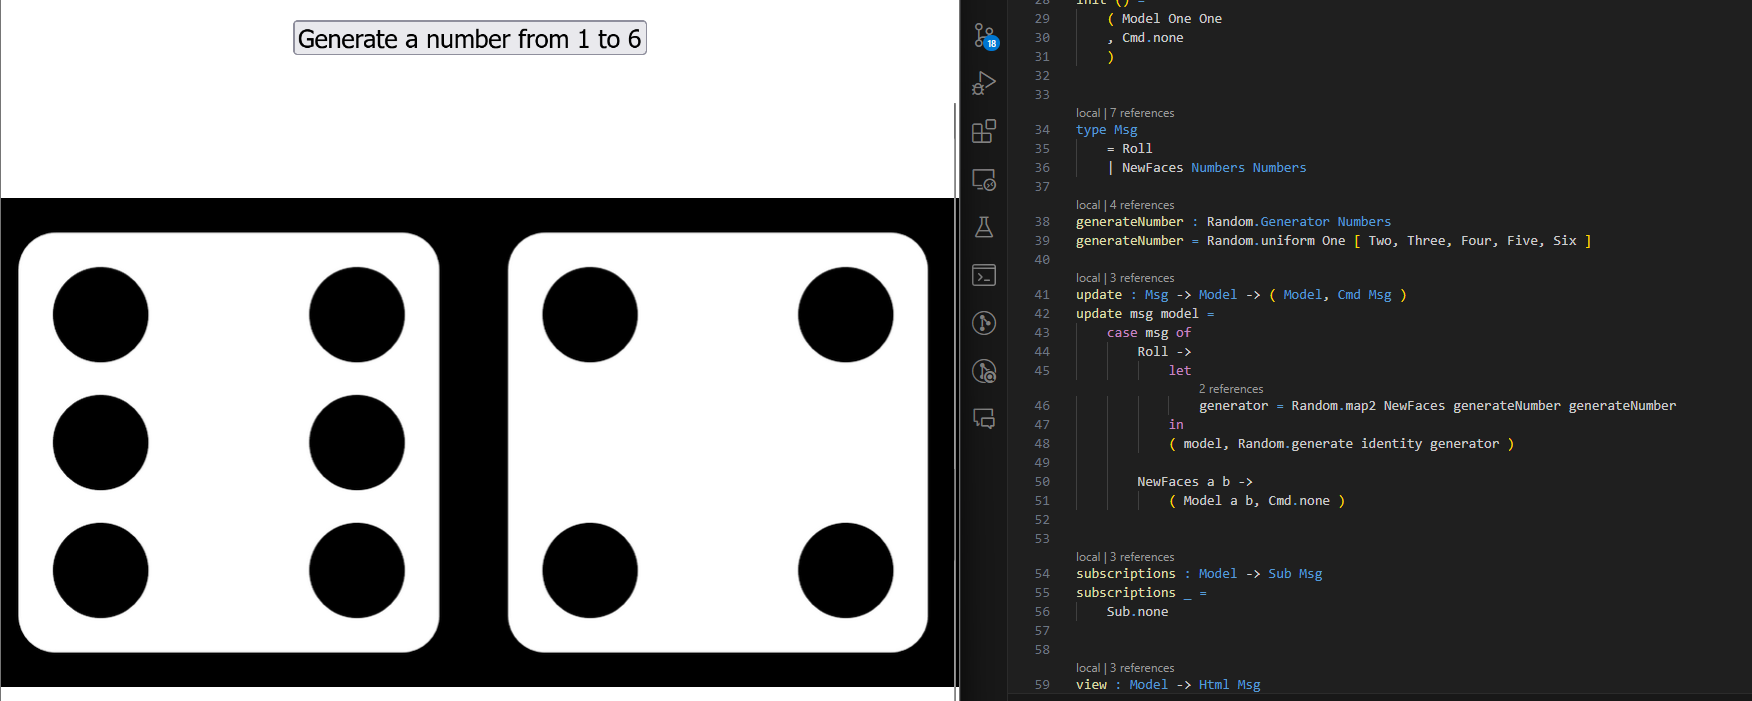 Generate a number from 1 to 6
18
28 init () =
29 ( Model One One
30 , Cmd.none
31 )
32
33
local | 7 references
34 type Msg
35 = Roll
36 | NewFaces Numbers Numbers
37
local | 4 references
38 generateNumber : Random.Generator Numbers
39 generateNumber = Random.uniform One [ Two, Three, Four, Five, Six ]
40
local | 3 references
41 update : Msg -> Model -> ( Model, Cmd Msg )
42 update msg model =
43 case msg of
44 Roll ->
45 let
2 references
46 generator = Random.map2 NewFaces generateNumber generateNumber
47 in
48 ( model, Random.generate identity generator )
49
50 NewFaces a b ->
51 ( Model a b, Cmd.none )
52
53
local | 3 references
54 subscriptions : Model -> Sub Msg
55 subscriptions _ =
56 Sub.none
57
58
local | 3 references
59 view : Model -> Html Msg